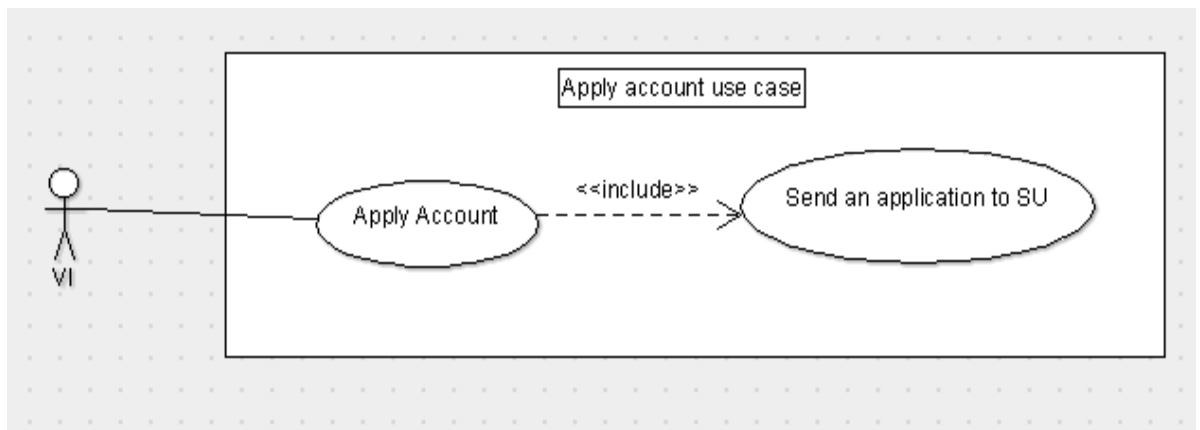 Apply account use case
<<include>>
Send an application to SU
Apply Account
VI